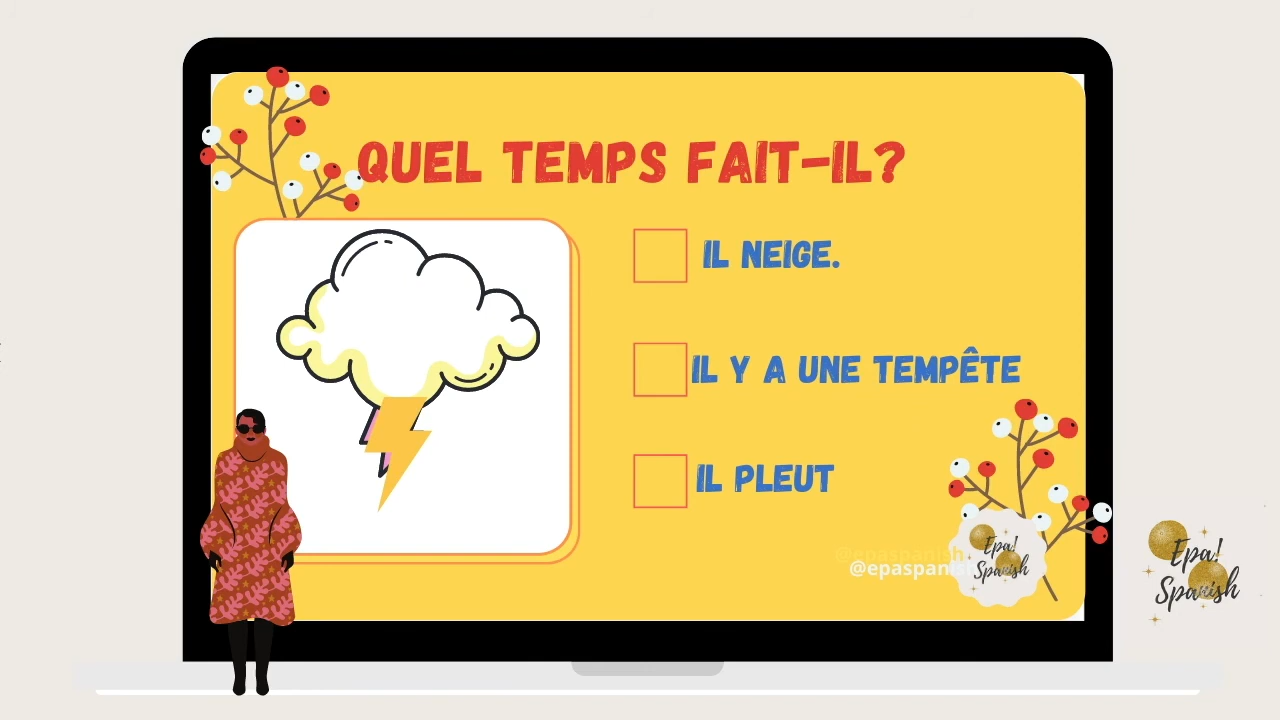 QUEL TEMPS FAIT-IL?
IL NEIGE.
IL Y A UNE TEMPÊTE
IL PLEUT
@epaspanish
@epaspanish
Epa!
Spanish
Epa!
Spanish